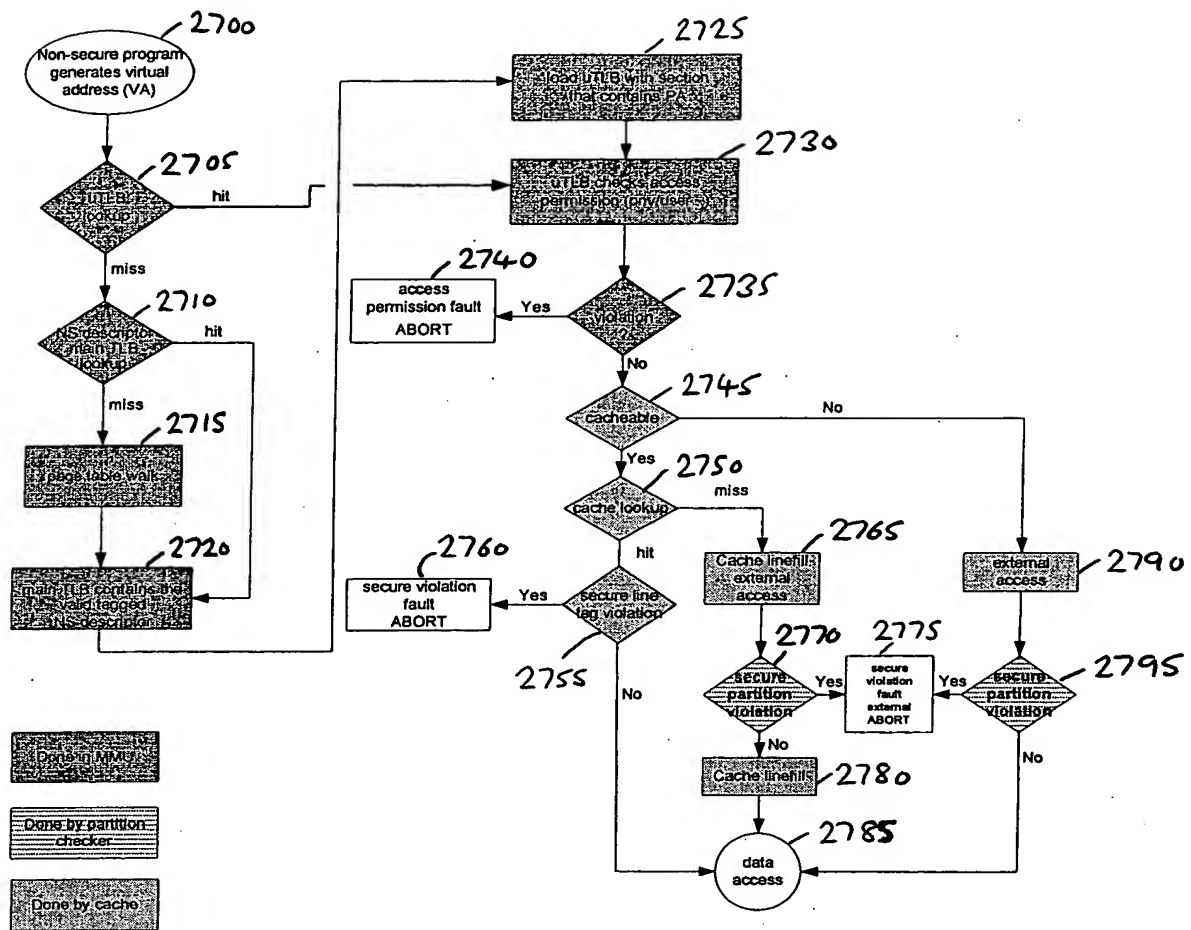 2700
Non-secure program
generates virtual
address (VA)
2705
uTLB
lookup
hit
miss
2710
NS descriptor
main TLB
lookup
hit
miss
2715
page table walk
2720
main TLB contains the
valid tagged
NS descriptor
2725
load uTLB with section
that contains PA
2730
uTLB checks access
permission (priv/user
2735
violation
Yes
2740
access
permission fault
ABORT
No
2745
cacheable
No
Yes
2750
cache lookup
miss
hit
2755
secure line
tag violation
Yes
2760
secure violation
fault
ABORT
No
2765
Cache linefill
external
access
2770
secure
partition
violation
Yes
2775
secure
violation
fault
external
ABORT
No
2780
Cache linefill
2785
data
access
2790
external
access
2795
secure
partition
violation
Yes
No
Done in MMU
Done by partition
checker
Done by cache